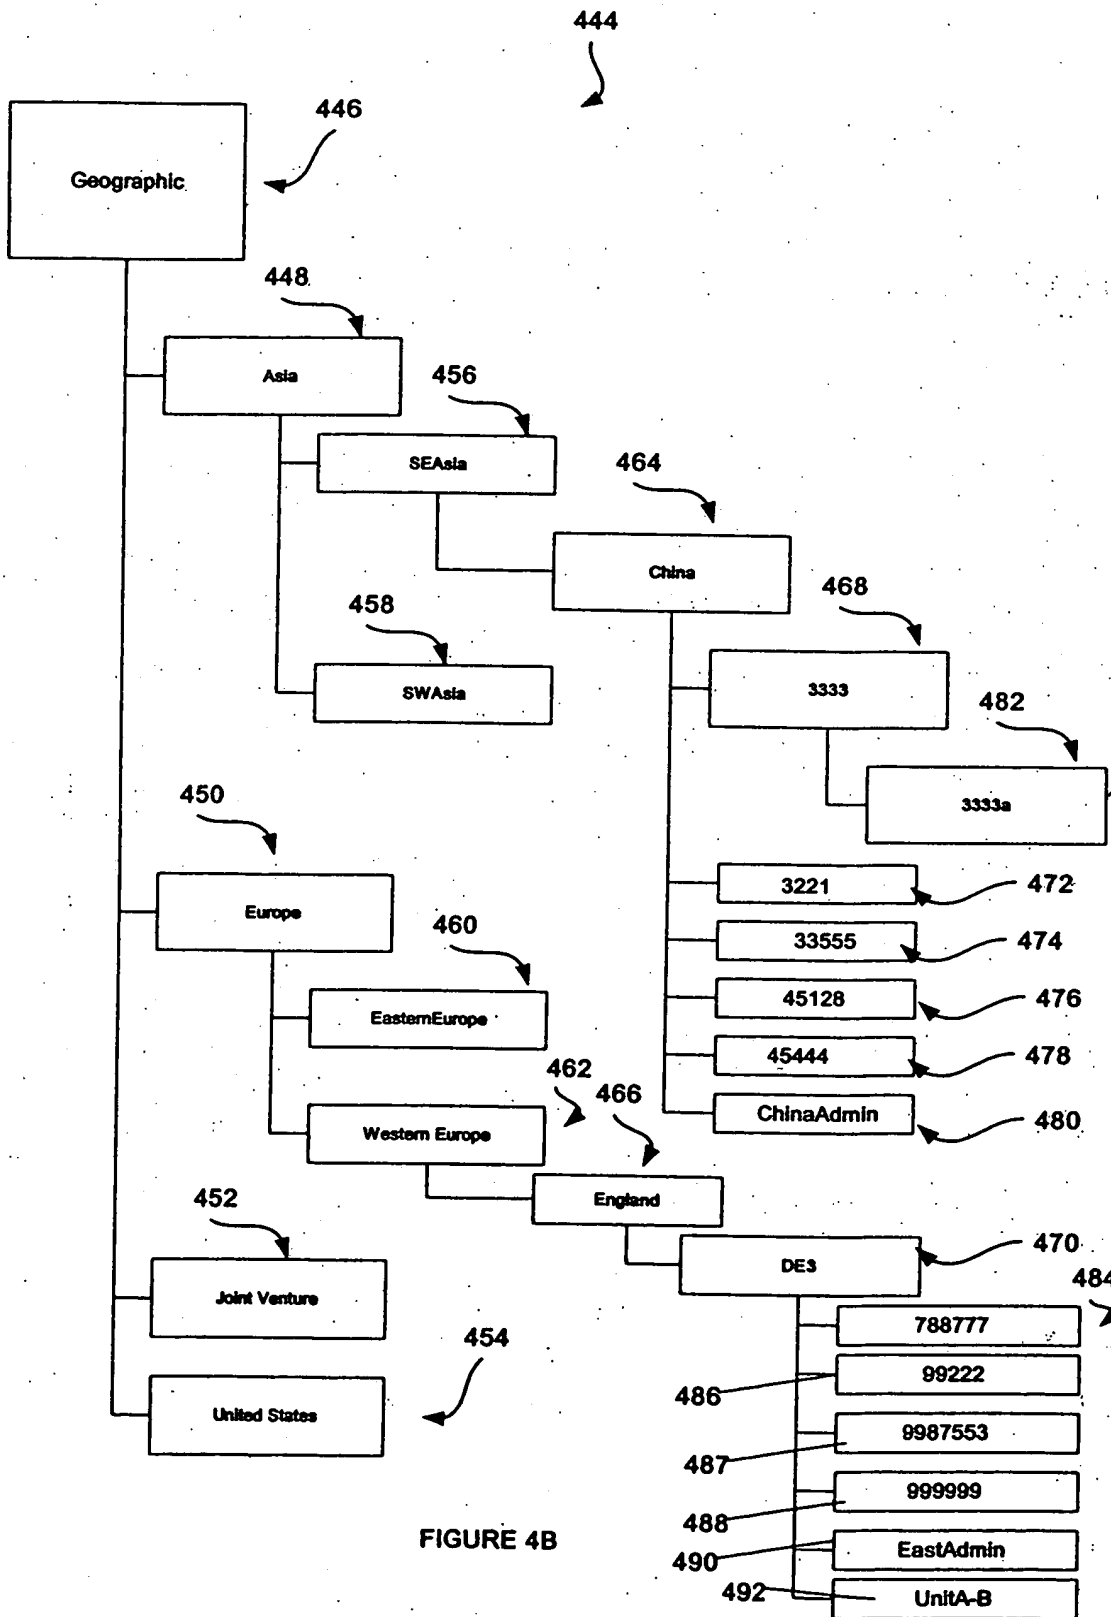 444
446
Geographic
448
Asia
456
SEAsia
464
China
458
SWAsia
468
3333
482
3333a
450
Europe
460
EasternEurope
3221
472
33555
474
45128
476
45444
478
ChinaAdmin
480
462
Western Europe
466
England
452
Joint Venture
DE3
470
484
454
United States
788777
486
99222
487
9987553
488
999999
490
EastAdmin
492
UnitA-B
FIGURE 4B